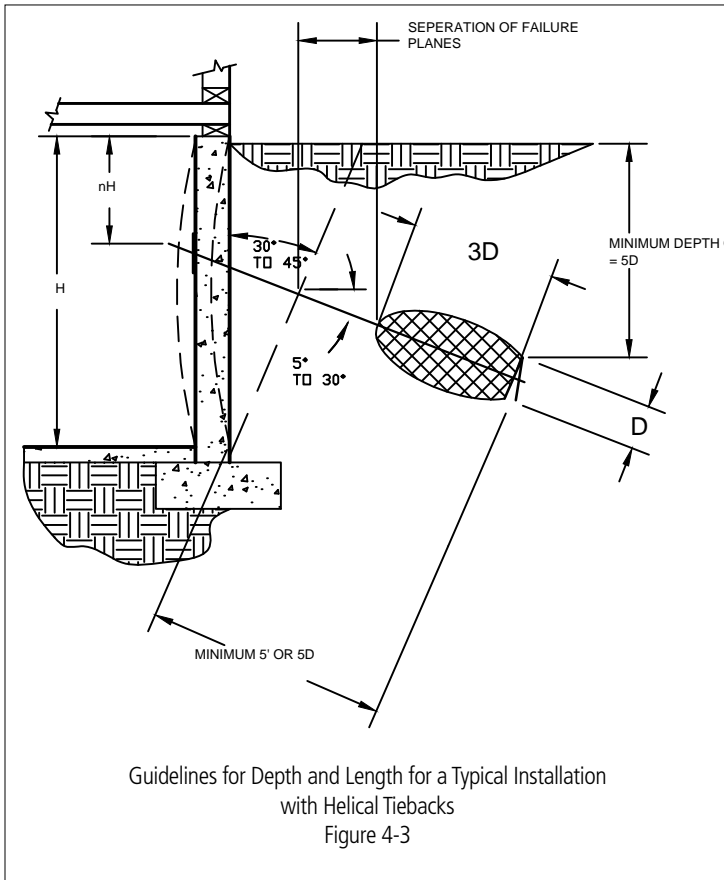 SEPERATION OF FAILURE
PLANES
nH
H
30°
TO 45°
5°
TO 30°
3D
MINIMUM DEPTH
= 5D
D
MINIMUM 5' OR 5D
Guidelines for Depth and Length for a Typical Installation
with Helical Tiebacks
Figure 4-3